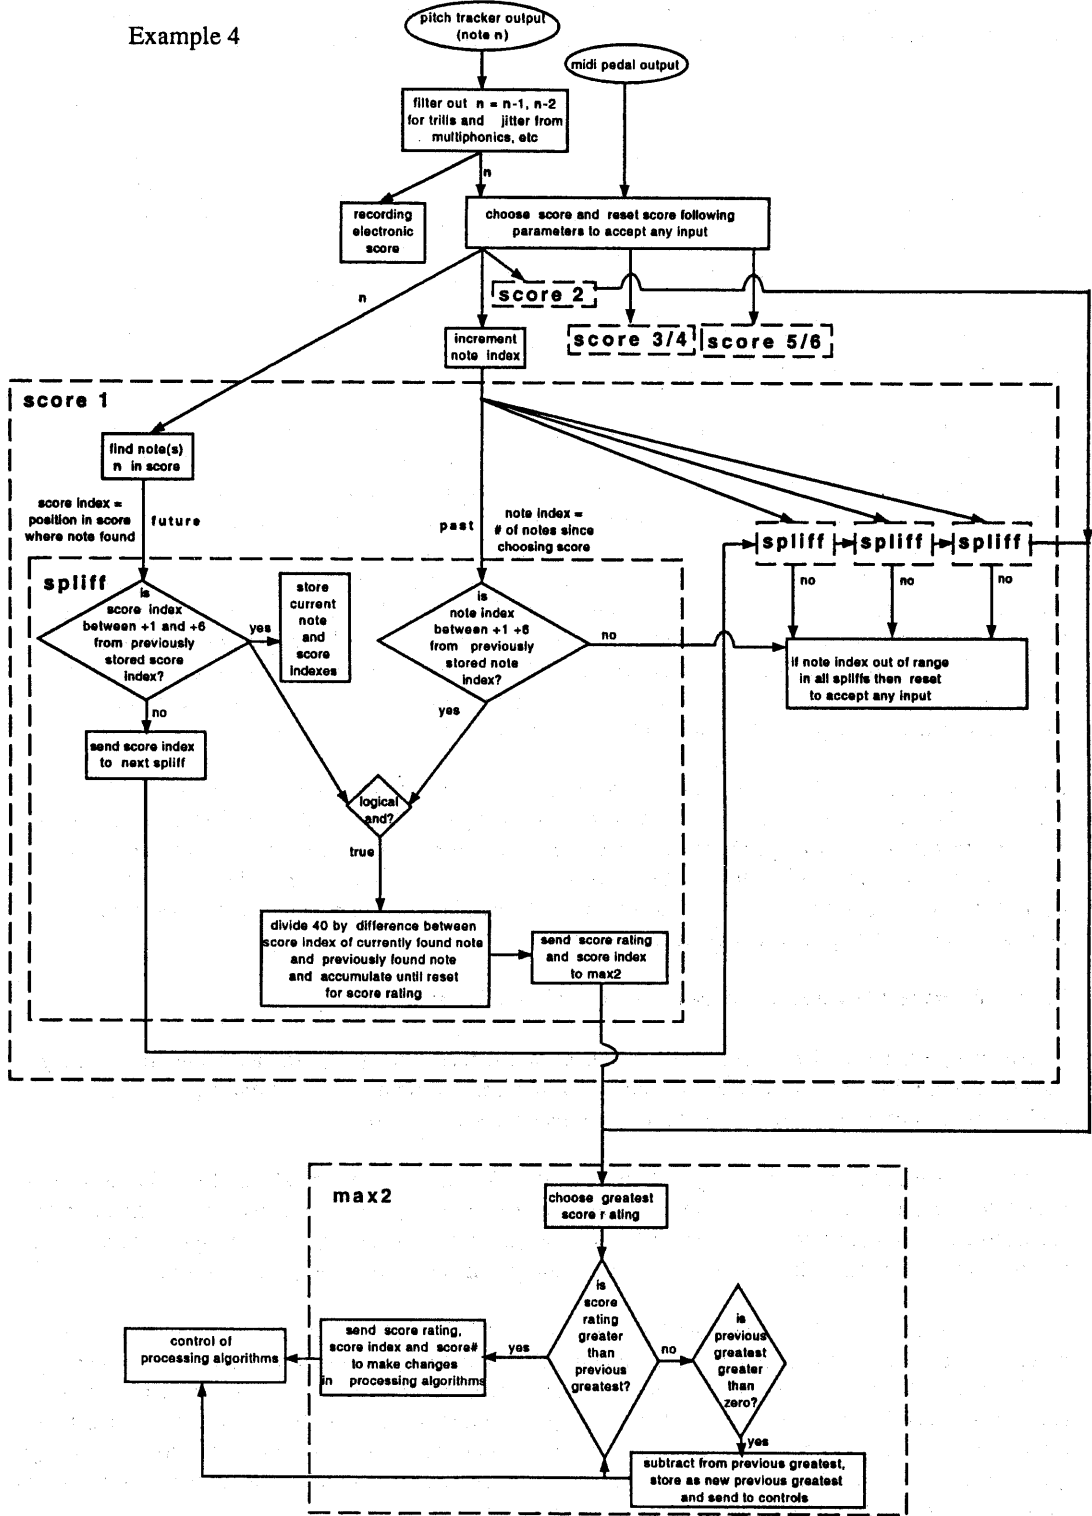 Example 4
pitch tracker output
(note n)
midi pedal output
filter out n = n-1, n-2
for trills and jitter from
multiphonics, etc
n
recording
electronic
score
choose score and reset score following
parameters to accept any input
n
score 2
score 3/4
score 5/6
increment
note index
score 1
find note(s)
n in score
score index =
position in score
where note found
future
past
note index =
# of notes since
choosing score
spliff
spliff
spliff
no
no
no
spliff
is
score index
between +1 and +6
from previously
stored score
index?
yes
store
current
note
and
score
indexes
is
note index
between +1 +6
from previously
stored note
index?
no
if note index out of range
in all spliffs then reset
to accept any input
no
yes
send score index
to next spliff
logical
and?
true
divide 40 by difference between
score index of currently found note
and previously found note
and accumulate until reset
for score rating
send score rating
and score index
to max2
max2
choose greatest
score r ating
is
score
rating
greater
than
previous
greatest?
yes
no
is
previous
greatest
greater
than
zero?
send score rating,
score index and score#
to make changes
in processing algorithms
control of
processing algorithms
yes
subtract from previous greatest,
store as new previous greatest
and send to controls